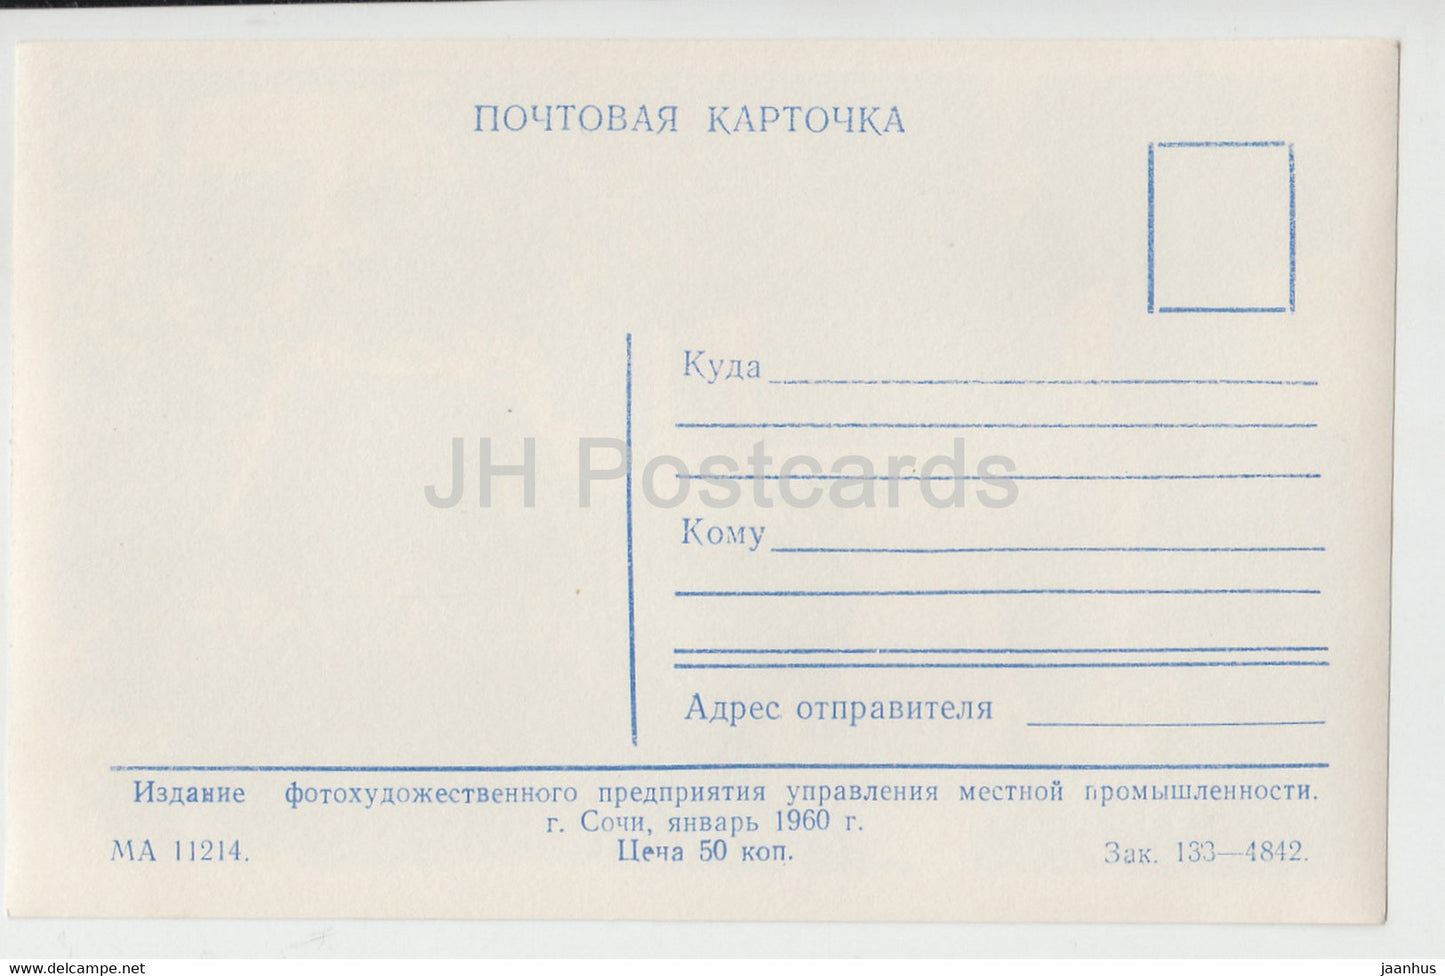 ПОЧТОВАЯ КАРТОЧКА
Куда
JH Postcards
Кому
Адрес отправителя
Издание фотохудожественного предприятия управления местной промышленности.
г. Сочи, январь 1960 г.
МА 11214. Цена 50 коп. Зак. 133—4842.
www.delcampe.net jaanhus